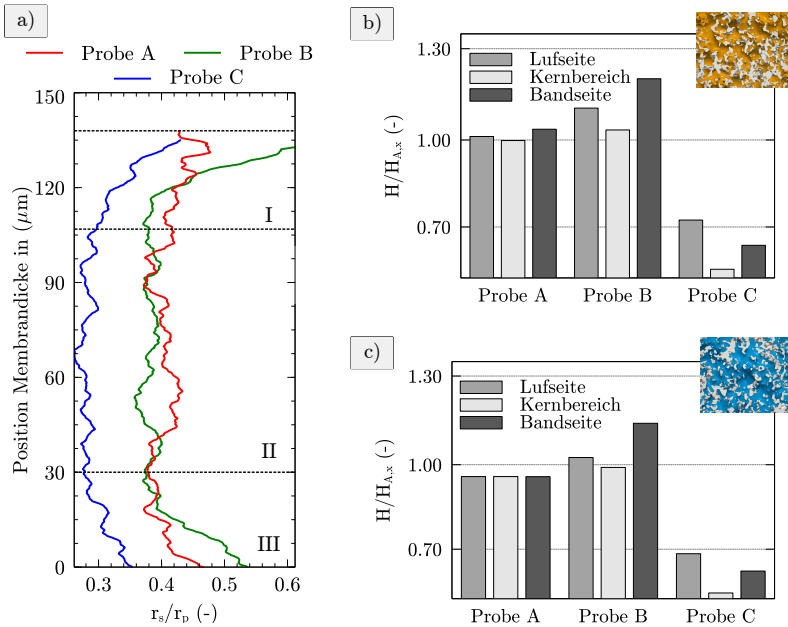 a)
Probe A
Probe B
Probe C
150
120
90
60
30
0
Position Membrandicke in (μm)
I
II
III
0.3
0.4
0.5
0.6
r_s/r_p (-)
b)
1.30
1.00
0.70
H/H_A,x (-)
Lufseite
Kernbereich
Bandseite
Probe A
Probe B
Probe C
c)
1.30
1.00
0.70
H/H_A,x (-)
Lufseite
Kernbereich
Bandseite
Probe A
Probe B
Probe C